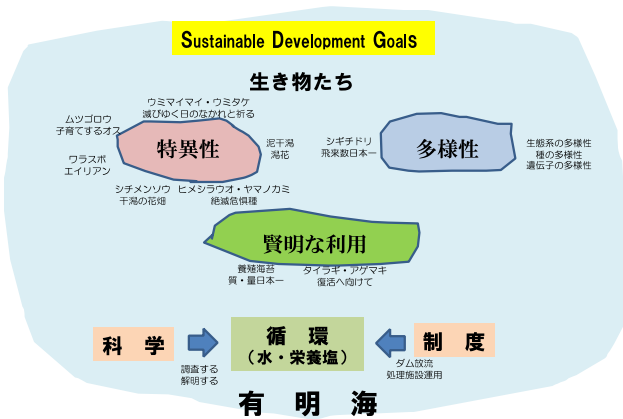 Sustainable Development Goals
生き物たち
ウミマイマイ・ウミタケ
滅びゆく日のなかれと祈る
ムツゴロウ
子育てするオス
特異性
泥干潟
潟花
ワラスボ
エイリアン
シチメンソウ
干潟の花畑
ヒメシラウオ・ヤマノカミ
絶滅危惧種
シギチドリ
飛来数日本一
多様性
生態系の多様性
種の多様性
遺伝子の多様性
賢明な利用
養殖海苔
質・量日本一
タイラギ・アゲマキ
復活へ向けて
科 学
調査する
解明する
循 環
（水・栄養塩）
制 度
ダム放流
処理施設運用
有 明 海